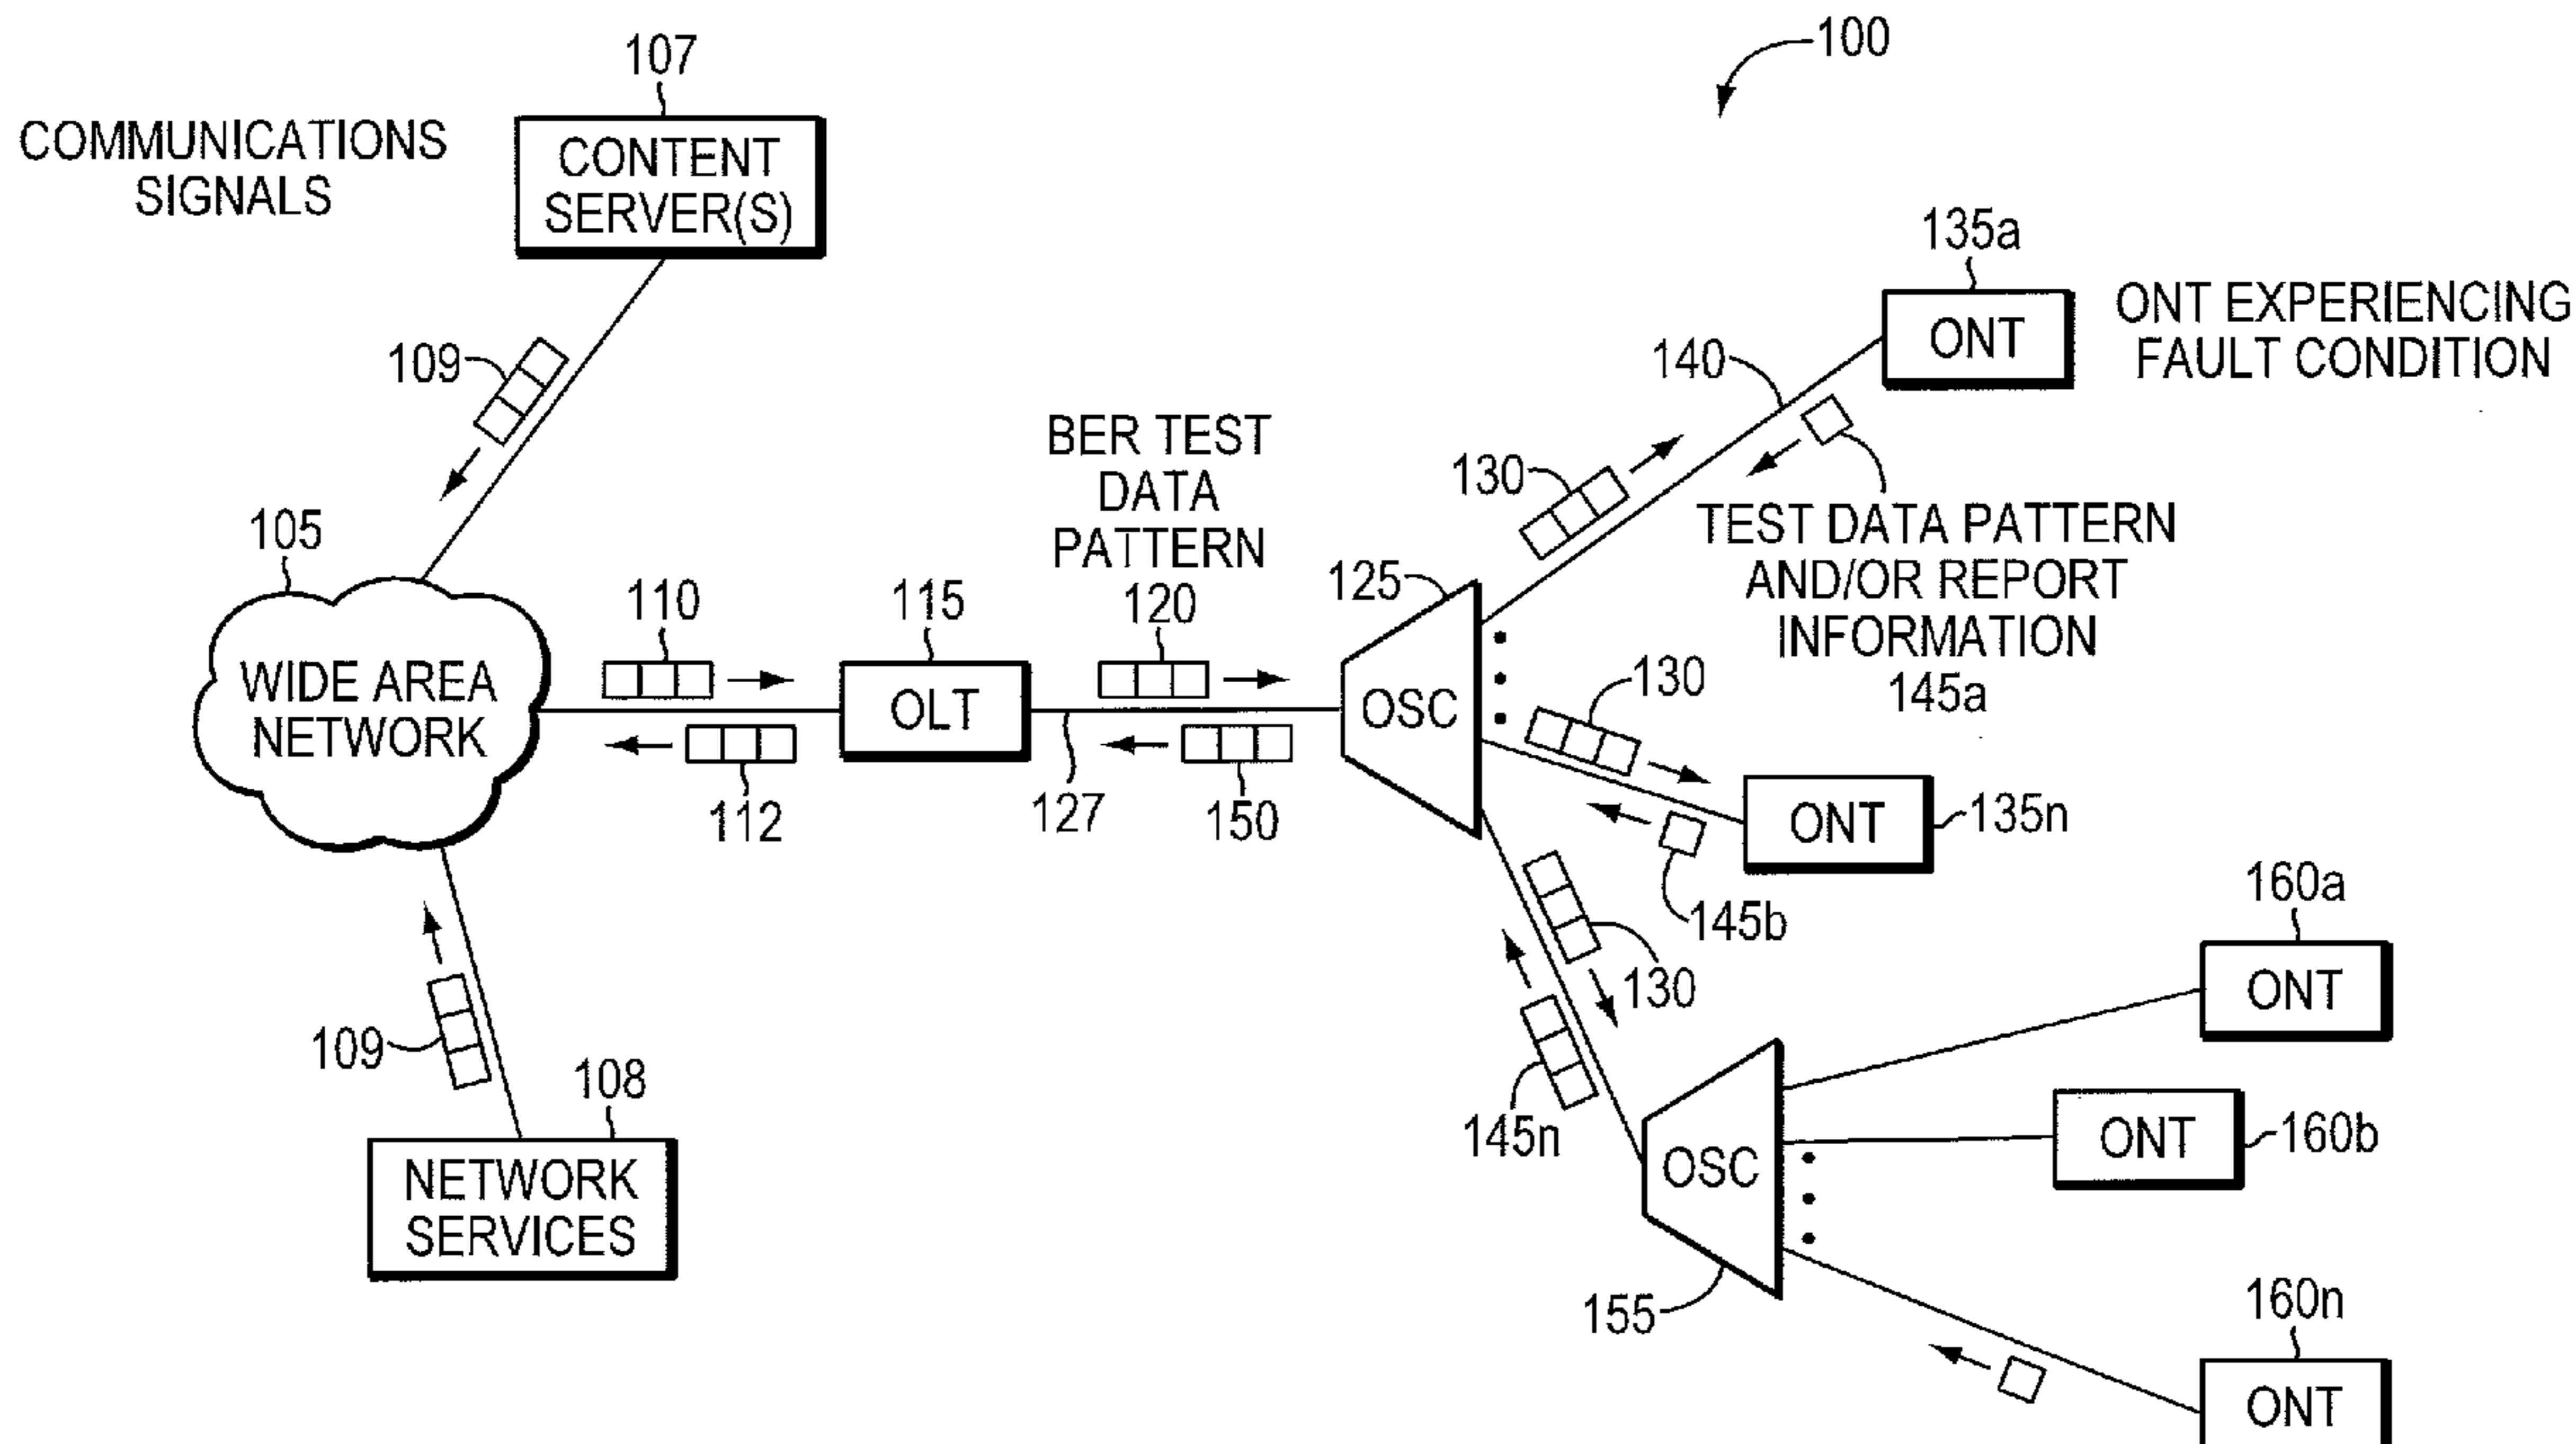 100
107
COMMUNICATIONS
SIGNALS
CONTENT
SERVER(S)
109
135a
ONT
ONT EXPERIENCING
FAULT CONDITION
140
130
BER TEST
DATA
PATTERN
120
TEST DATA PATTERN
AND/OR REPORT
INFORMATION
145a
105
WIDE AREA
NETWORK
110
112
115
OLT
127
150
125
OSC
130
ONT
135n
145b
130
145n
109
108
NETWORK
SERVICES
160a
ONT
OSC
155
ONT
160b
160n
ONT